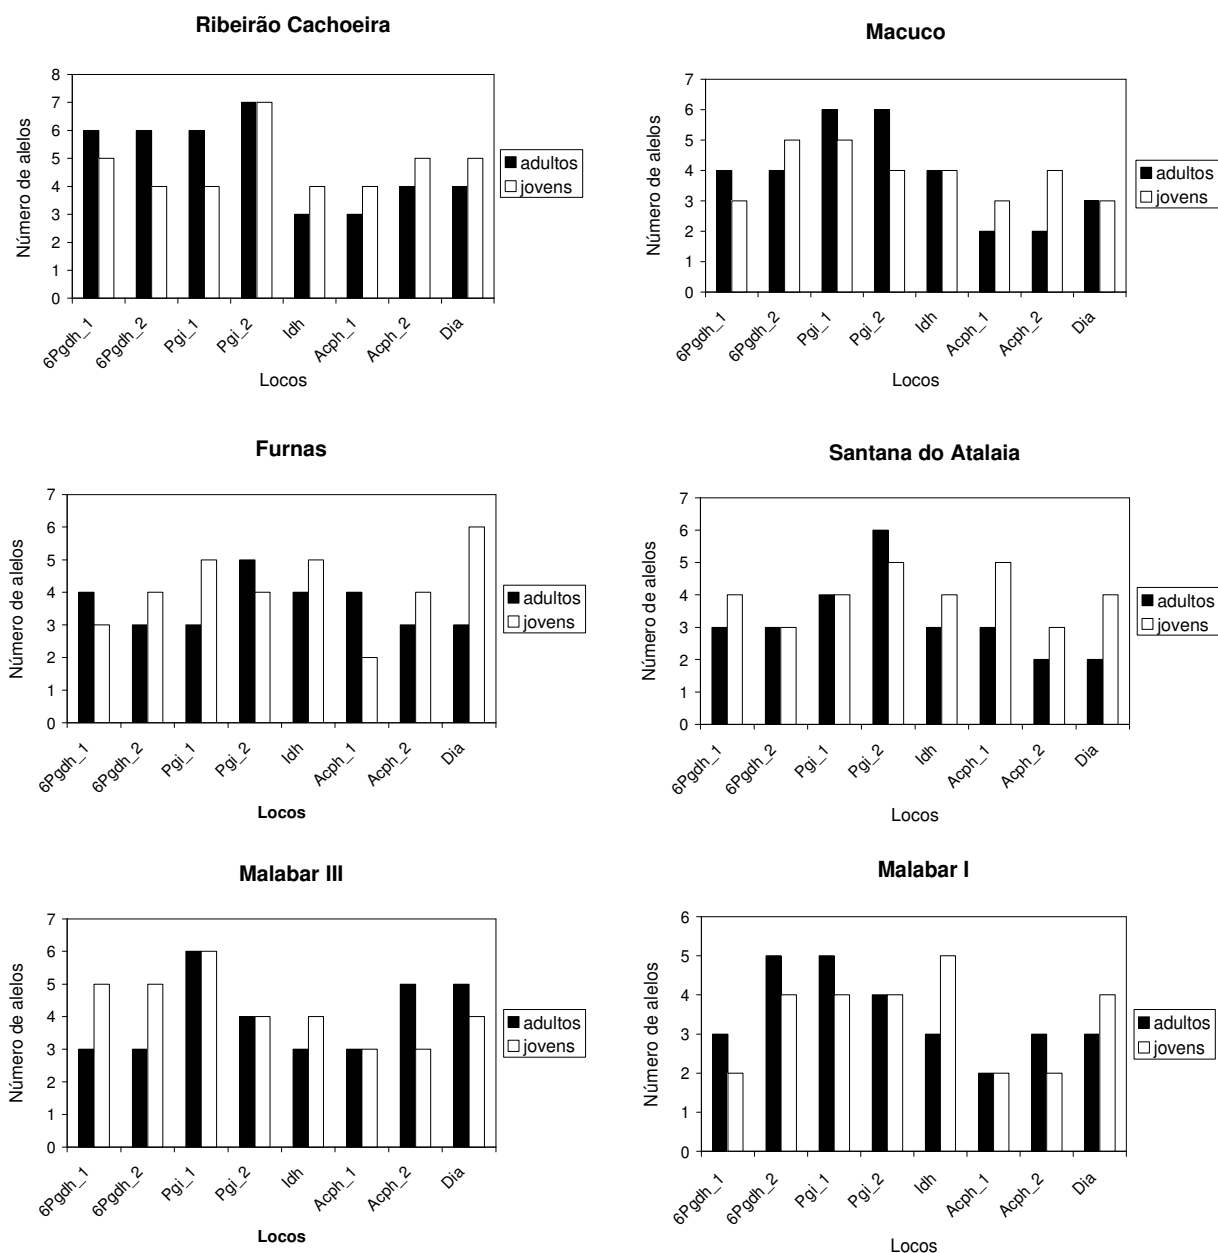 Ribeirão Cachoeira
Número de alelos
8
7
6
5
4
3
2
1
0
6Pgdh_1
6Pgdh_2
Pgi_1
Pgi_2
Idh
Acph_1
Acph_2
Dia
Locos
adultos
jovens
Macuco
Número de alelos
7
6
5
4
3
2
1
0
6Pgdh_1
6Pgdh_2
Pgi_1
Pgi_2
Idh
Acph_1
Acph_2
Dia
Locos
adultos
jovens
Furnas
Número de alelos
7
6
5
4
3
2
1
0
6Pgdh_1
6Pgdh_2
Pgi_1
Pgi_2
Idh
Acph_1
Acph_2
Dia
Locos
adultos
jovens
Santana do Atalaia
Número de alelos
7
6
5
4
3
2
1
0
6Pgdh_1
6Pgdh_2
Pgi_1
Pgi_2
Idh
Acph_1
Acph_2
Dia
Locos
adultos
jovens
Malabar III
Número de alelos
7
6
5
4
3
2
1
0
6Pgdh_1
6Pgdh_2
Pgi_1
Pgi_2
Idh
Acph_1
Acph_2
Dia
Locos
adultos
jovens
Malabar I
Número de alelos
6
5
4
3
2
1
0
6Pgdh_1
6Pgdh_2
Pgi_1
Pgi_2
Idh
Acph_1
Acph_2
Dia
Locos
adultos
jovens